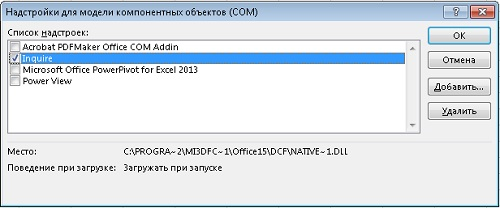 Надстройки для модели компонентных объектов (COM)
Список надстроек:
Acrobat PDFMaker Office COM Addin
Inquire
Microsoft Office PowerPivot for Excel 2013
Power View
OK
Отмена
Добавить...
Удалить
Место: C:\PROGRA~2\MI3DFC~1\Office15\DCF\NATIVE~1.Dll
Поведение при загрузке: Загружать при запуске